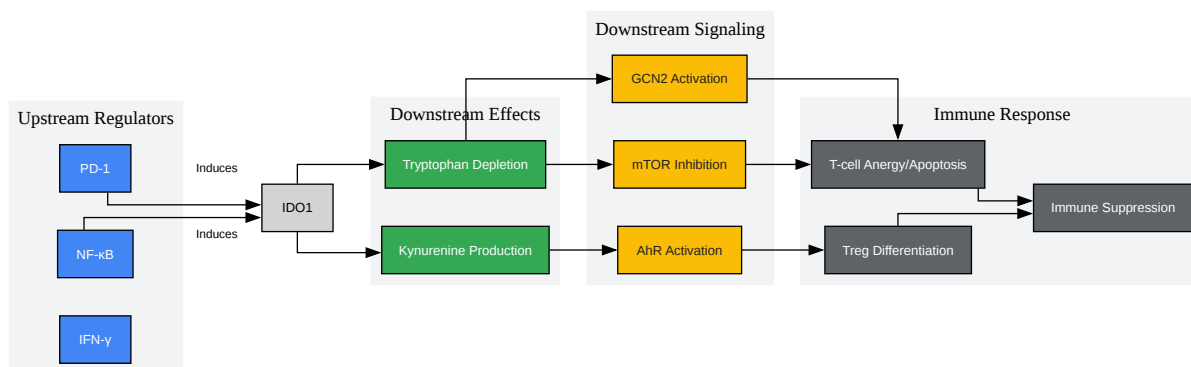 Upstream Regulators
PD-1
NF-κB
IFN-γ
Induces
Induces
IDO1
Downstream Effects
Tryptophan Depletion
Kynurenine Production
Downstream Signaling
GCN2 Activation
mTOR Inhibition
AhR Activation
Immune Response
T-cell Anergy/Apoptosis
Treg Differentiation
Immune Suppression